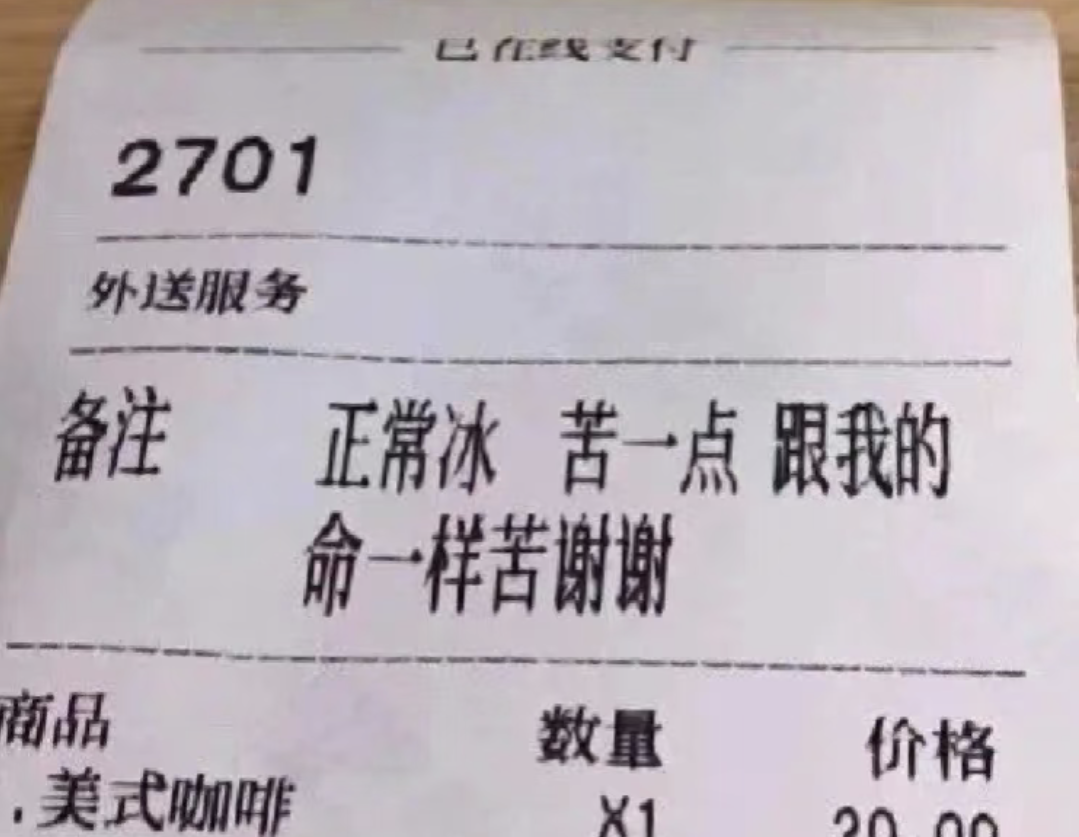 已在线支付
2701
外送服务
备注 正常冰 苦一点 跟我的
命一样苦谢谢
商品 数量 价格
.美式咖啡 X1 20.00